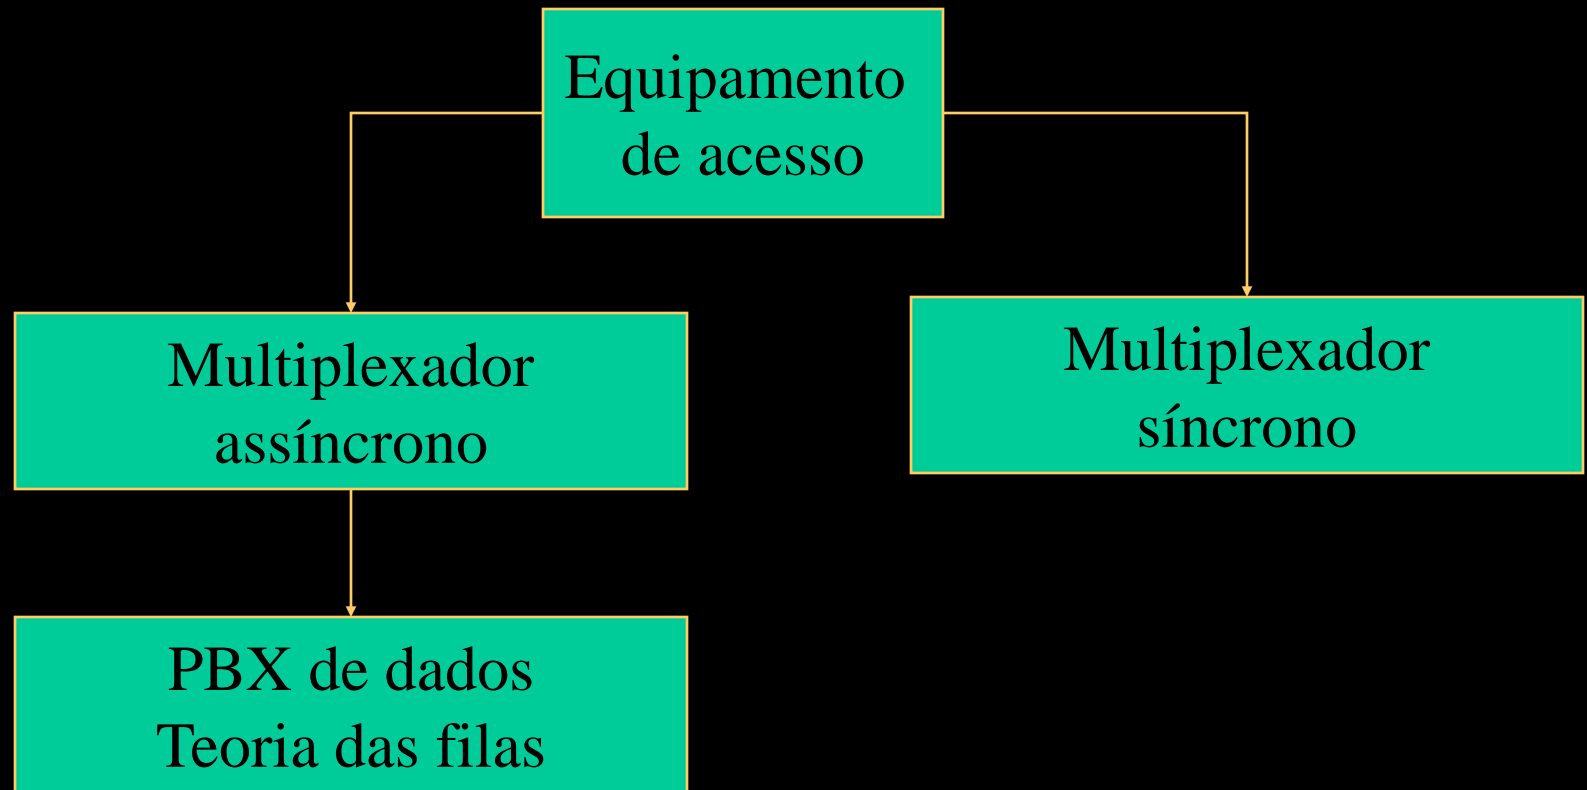 Equipamento
de acesso
Multiplexador
assíncrono
Multiplexador
síncrono
PBX de dados
Teoria das filas